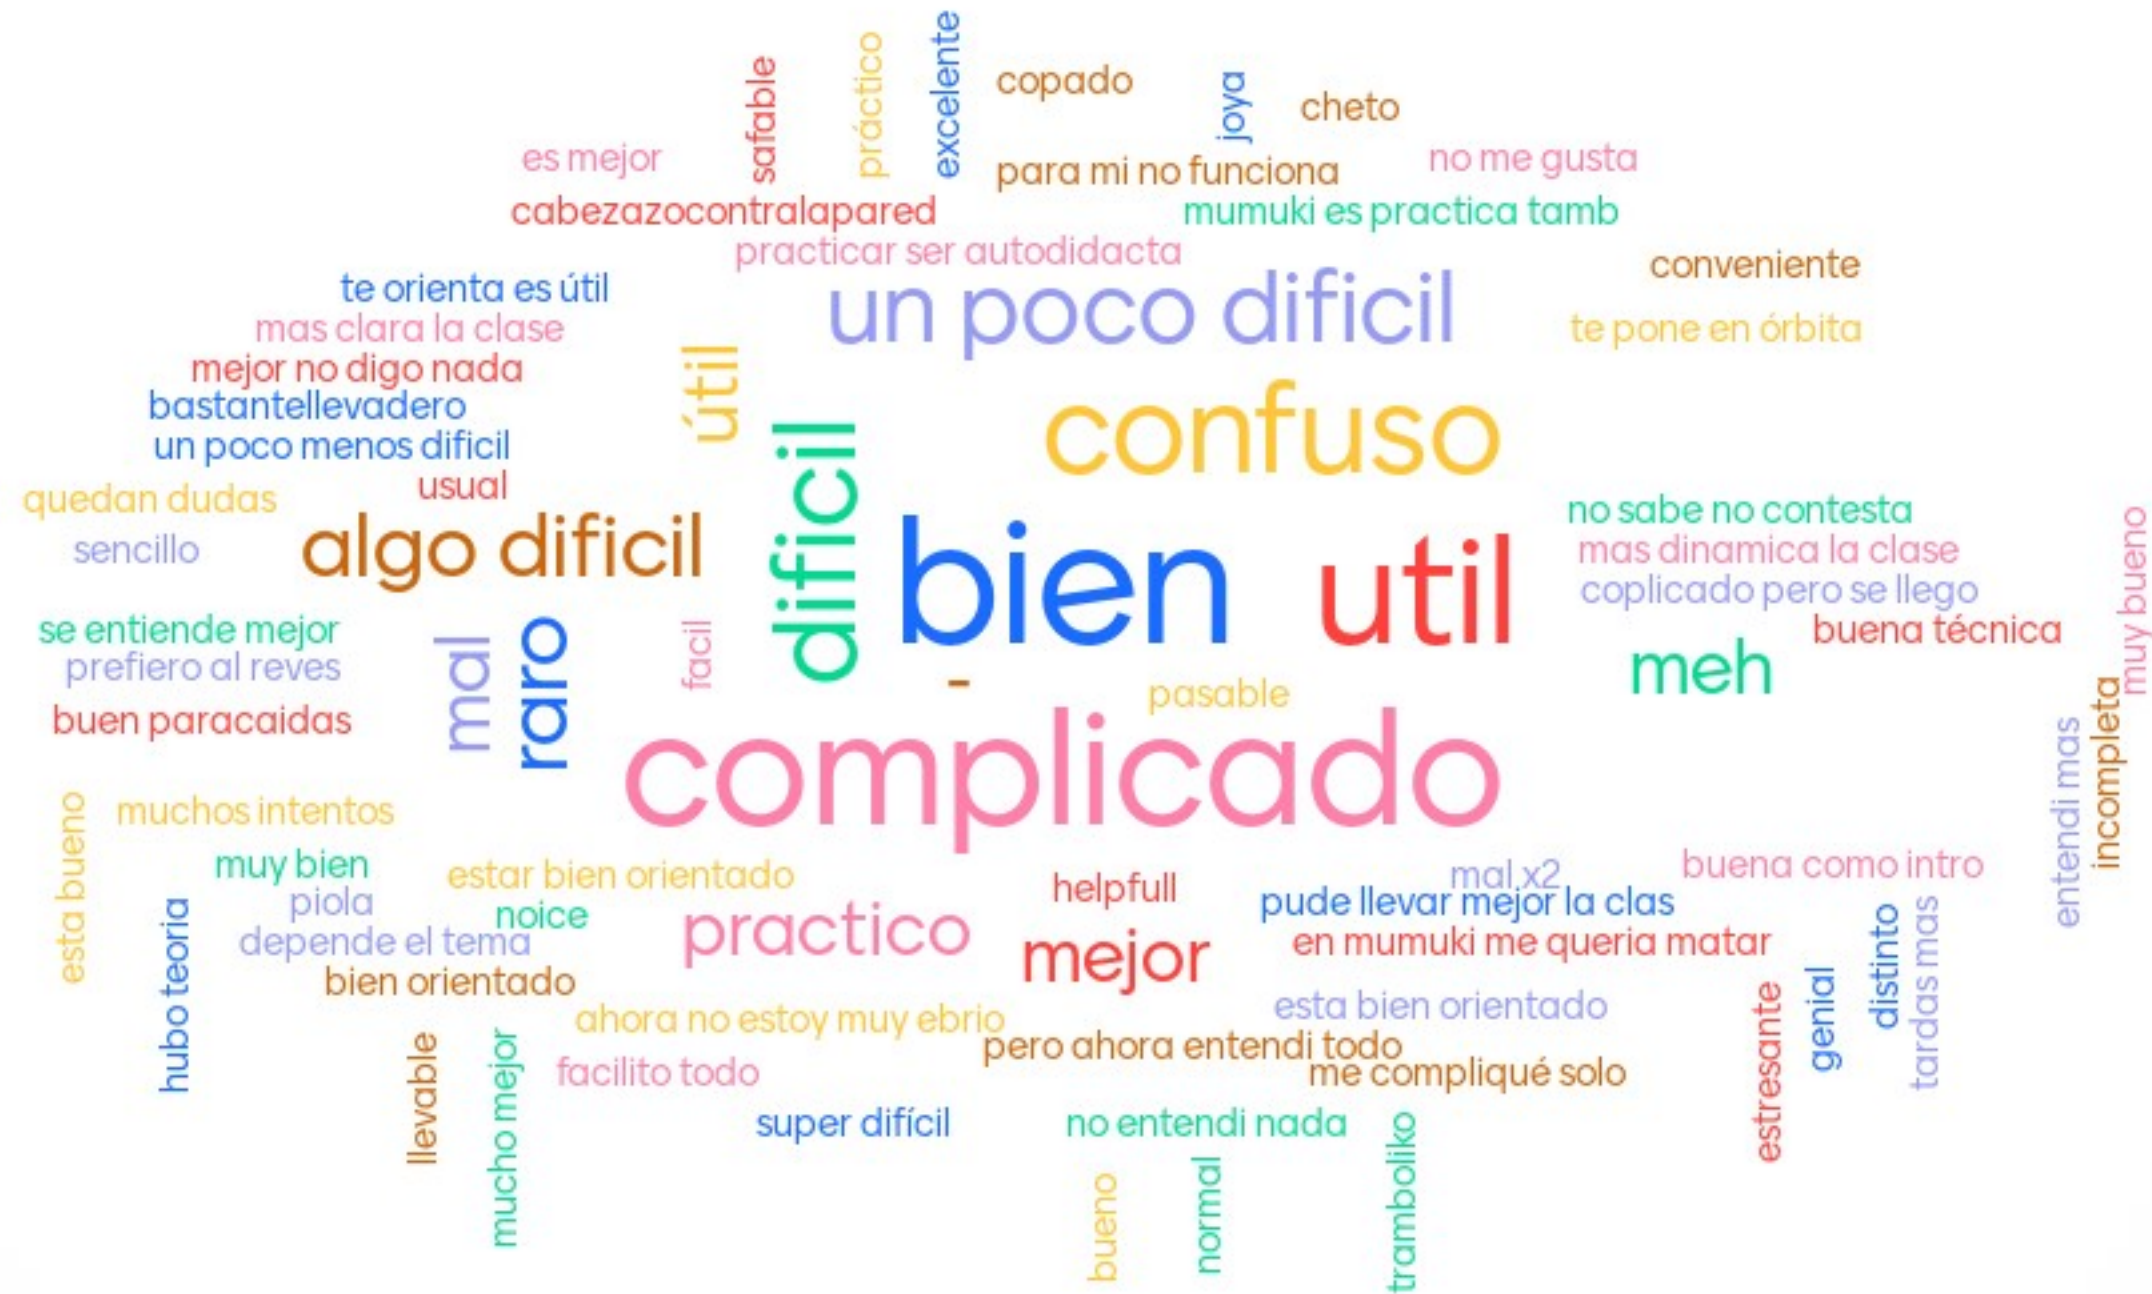 excelente
práctico
safable
copado
joya
cheto
es mejor
para mi no funciona
no me gusta
cabezazocontralapared
mumuki es practica tamb
practicar ser autodidacta
conveniente
te orienta es útil
un poco dificil
mas clara la clase
te pone en órbita
útil
mejor no digo nada
bastantellevadero
confuso
un poco menos dificil
usual
quedan dudas
dificil
no sabe no contesta
algo dificil
sencillo
bien
util
mas dinamica la clase
coplicado pero se llego
muy bueno
se entiende mejor
buena técnica
prefiero al reves
mal
raro
facil
meh
-
pasable
buen paracaidas
complicado
incompleta
entendi mas
muchos intentos
esta bueno
muy bien
estar bien orientado
helpfull
mal x2
buena como intro
piola
noice
practico
pude llevar mejor la clas
hubo teoria
depende el tema
mejor
en mumuki me queria matar
distinto
tardas mas
bien orientado
ahora no estoy muy ebrio
esta bien orientado
genial
estresante
pero ahora entendi todo
llevable
mucho mejor
facilito todo
me compliqué solo
super difícil
no entendi nada
bueno
normal
tramboliko